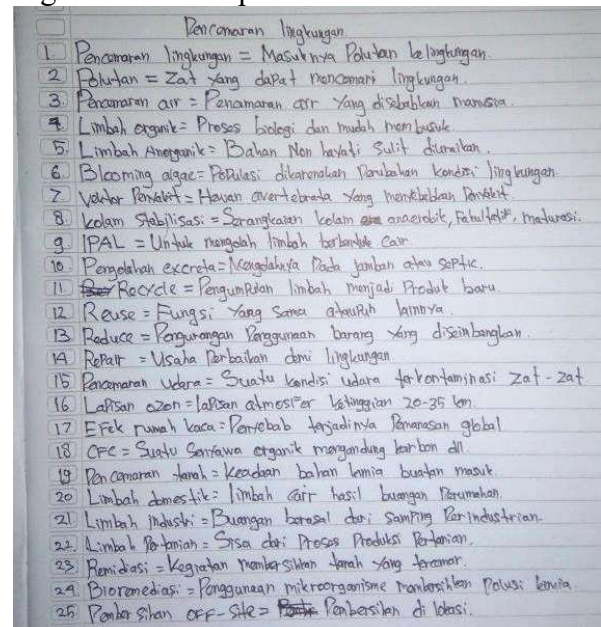 Pencemaran lingkungan
1 Pencemaran lingkungan = Masuknya Polutan kelingkungan.
2 Polutan = Zat yang dapat mencemari lingkungan.
3. Pencemaran air = Penamaran air yang disebabkan manusia.
4 Limbah organik = Proses biologi dan mudah membusuk.
5. Limbah Anorganik = Bahan Non hayati Sulit diuraikan.
6 Blooming algae = Populasi dikarenakan Perubahan kondisi lingkungan.
7. Vektor Penyakit = Hewan avertebrata yang menyebabkan Penyakit.
8 kolam Stabilisasi = Serangkaian kolam anaerobik, Fakultatif, maturasi.
9 IPAL = Untuk mengolah limbah berbentuk cair.
10. Pengolahan excreta = Mengolahnya Pada jamban atau septic.
11 Recycle = Pengumpulan limbah menjadi Produk baru.
12 Reuse = Fungsi yang Sama ataupun lainnya.
13 Reduce = Pengurangan Penggunaan barang yang diseimbangkan.
14 Repair = Usaha Perbaikan demi lingkungan.
15 Pencemaran udara = Suatu kondisi udara terkontaminasi zat-zat
16 Lapisan ozon = lapisan atmosfer ketinggian 20-35 km.
17 Efek rumah kaca = Penyebab terjadinya Pemanasan global
18 CFC = Suatu Senyawa organik mengandung karbon dll.
19 Pencemaran tanah = Keadaan bahan kimia buatan masuk.
20 Limbah domestik = limbah cair hasil buangan Perumahan.
21 Limbah industri = Buangan berasal dari samping Perindustrian.
22. Limbah Pertanian = Sisa dari Proses Produksi Pertanian.
23. Remidiasi = Kegiatan membersihkan tanah yang tercemar.
24 Bioremediasi = Penggunaan mikroorganisme membersihkan Polusi kimia.
25 Pembersihan OFF-Site = Penbersilan di lokasi.